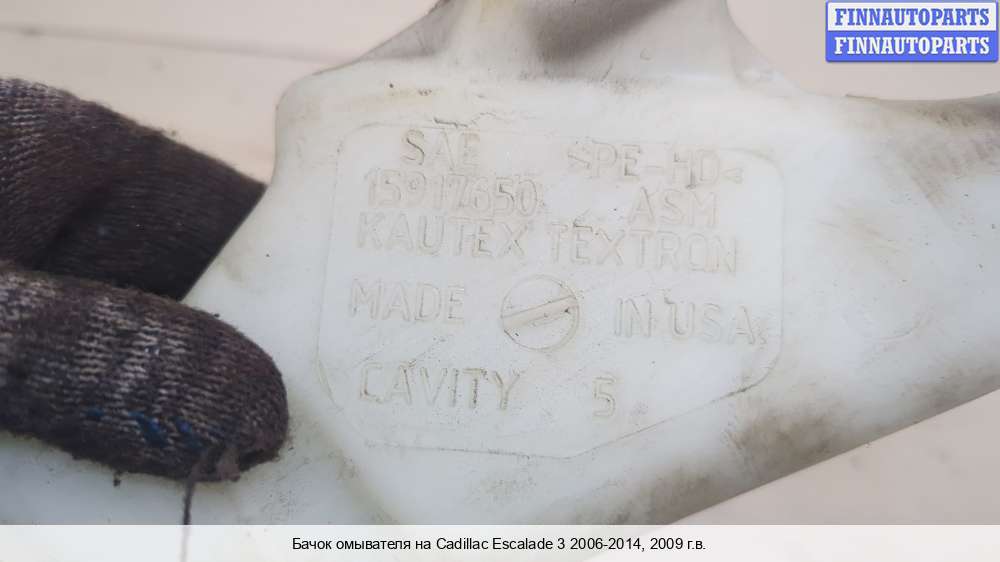 FINNAUTOPARTS
FINNAUTOPARTS
SAE >PE-HD<
15917650 ASM
KAUTEX TEXTRON
MADE IN USA
CAVITY 5
Бачок омывателя на Cadillac Escalade 3 2006-2014, 2009 г.в.